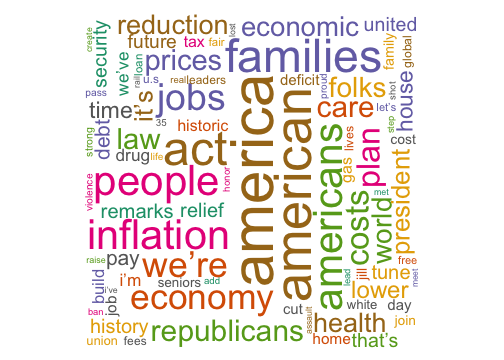 reduction
economic
united
create
lost
security
future
tax
fair
family
global
we've
prices
families
rail
loan
u.s
real
leaders
deficit
proud
folks
house
pass
it's
jobs
time
35
historic
care
let's
shot
strong
debt
law
drug
life
act
america
american
americans
gas
lives
step
plan
cost
president
violence
people
honor
met
costs
world
remarks
relief
inflation
raise
pay
we're
i'm
seniors
add
lead
jill
tune
free
meet
build
job
i've
economy
lower
ban
cut
assault
white
day
history
republicans
health
join
union
fees
home
that's